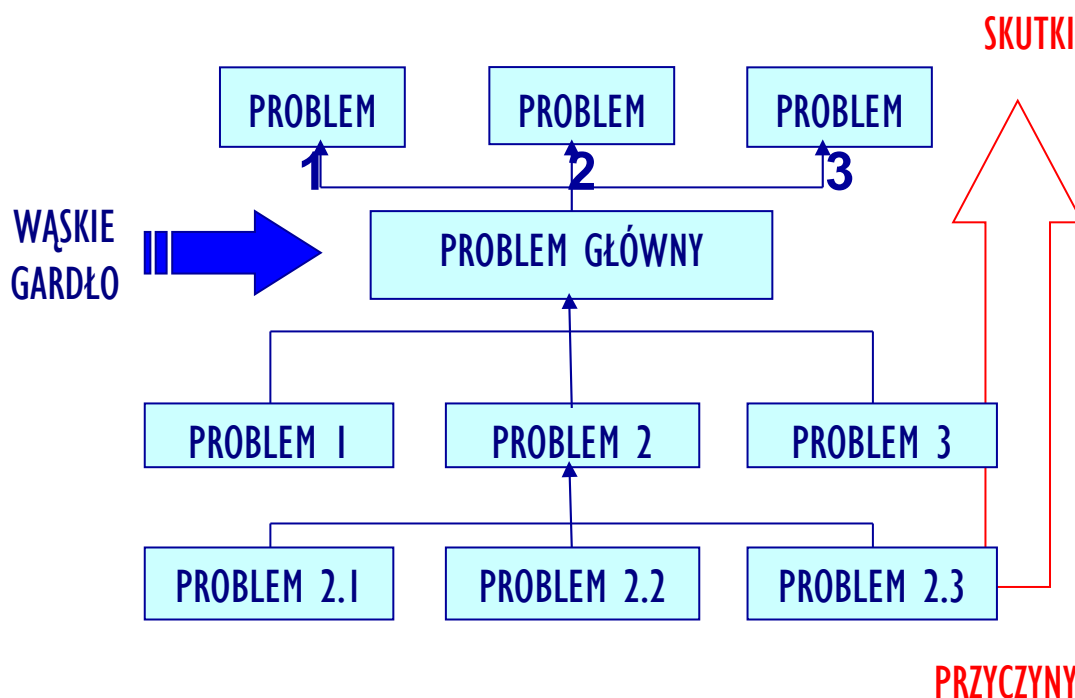 SKUTKI
PROBLEM PROBLEM PROBLEM
1 2 3
WĄSKIE
GARDŁO
PROBLEM GŁÓWNY
PROBLEM 1 PROBLEM 2 PROBLEM 3
PROBLEM 2.1 PROBLEM 2.2 PROBLEM 2.3
PRZYCZYNY